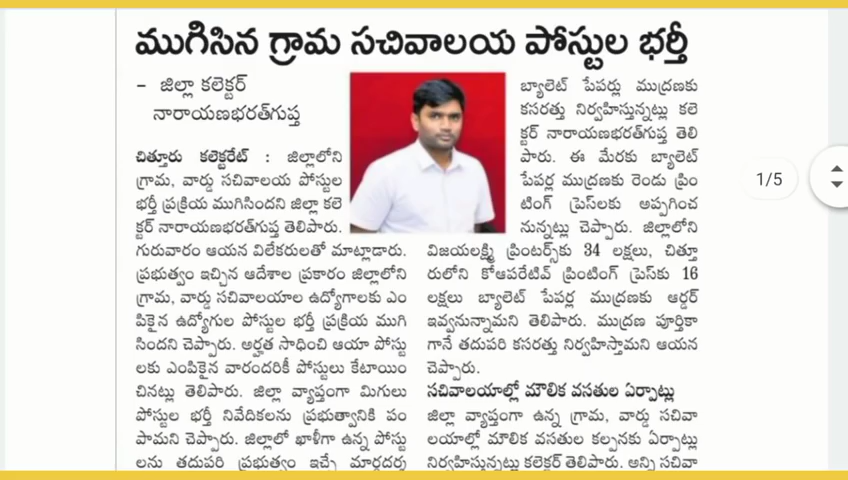 ముగిసిన గ్రామ సచివాలయ పోస్టుల భర్తీ
- జిల్లా కలెక్టర్
నారాయణభరత్‌గుప్త
చిత్తూరు కలెక్టరేట్ : జిల్లాలోని
గ్రామ, వార్డు సచివాలయ పోస్టుల
భర్తీ ప్రక్రియ ముగిసిందని జిల్లా కలె
క్టర్ నారాయణభరత్‌గుప్త తెలిపారు.
గురువారం ఆయన విలేకరులతో మాట్లాడారు.
ప్రభుత్వం ఇచ్చిన ఆదేశాల ప్రకారం జిల్లాలోని
గ్రామ, వార్డు సచివాలయాల ఉద్యోగాలకు ఎం
పికైన ఉద్యోగుల పోస్టుల భర్తీ ప్రక్రియ ముగి
సిందని చెప్పారు. అర్హత సాధించి ఆయా పోస్టు
లకు ఎంపికైన వారందరికీ పోస్టులు కేటాయిం
చినట్లు తెలిపారు. జిల్లా వ్యాప్తంగా మిగులు
పోస్టుల భర్తీ నివేదికలను ప్రభుత్వానికి పం
పామని చెప్పారు. జిల్లాలో ఖాళీగా ఉన్న పోస్టు
లను తదుపరి ప్రభుత్వం ఇచ్చే మార్గదర్శ
బ్యాలెట్ పేపర్లు ముద్రణకు
కసరత్తు నిర్వహిస్తున్నట్లు కలె
క్టర్ నారాయణభరత్‌గుప్త తెలి
పారు. ఈ మేరకు బ్యాలెట్
పేపర్ల ముద్రణకు రెండు ప్రిం
టింగ్ ప్రెస్‌లకు అప్పగించ
నున్నట్లు చెప్పారు. జిల్లాలోని
విజయలక్ష్మి ప్రింటర్స్‌కు 34 లక్షలు, చిత్తూ
రులోని కోఆపరేటివ్ ప్రింటింగ్ ప్రెస్‌కు 16
లక్షలు బ్యాలెట్ పేపర్ల ముద్రణకు ఆర్డర్
ఇవ్వనున్నామని తెలిపారు. ముద్రణ పూర్తికా
గానే తదుపరి కసరత్తు నిర్వహిస్తామని ఆయన
చెప్పారు.
సచివాలయాల్లో మౌలిక వసతుల ఏర్పాట్లు
జిల్లా వ్యాప్తంగా ఉన్న గ్రామ, వార్డు సచివా
లయాల్లో మౌలిక వసతుల కల్పనకు ఏర్పాట్లు
నిర్వహిస్తున్నట్లు కలెక్టర్ తెలిపారు. అన్ని సచివా
1/5